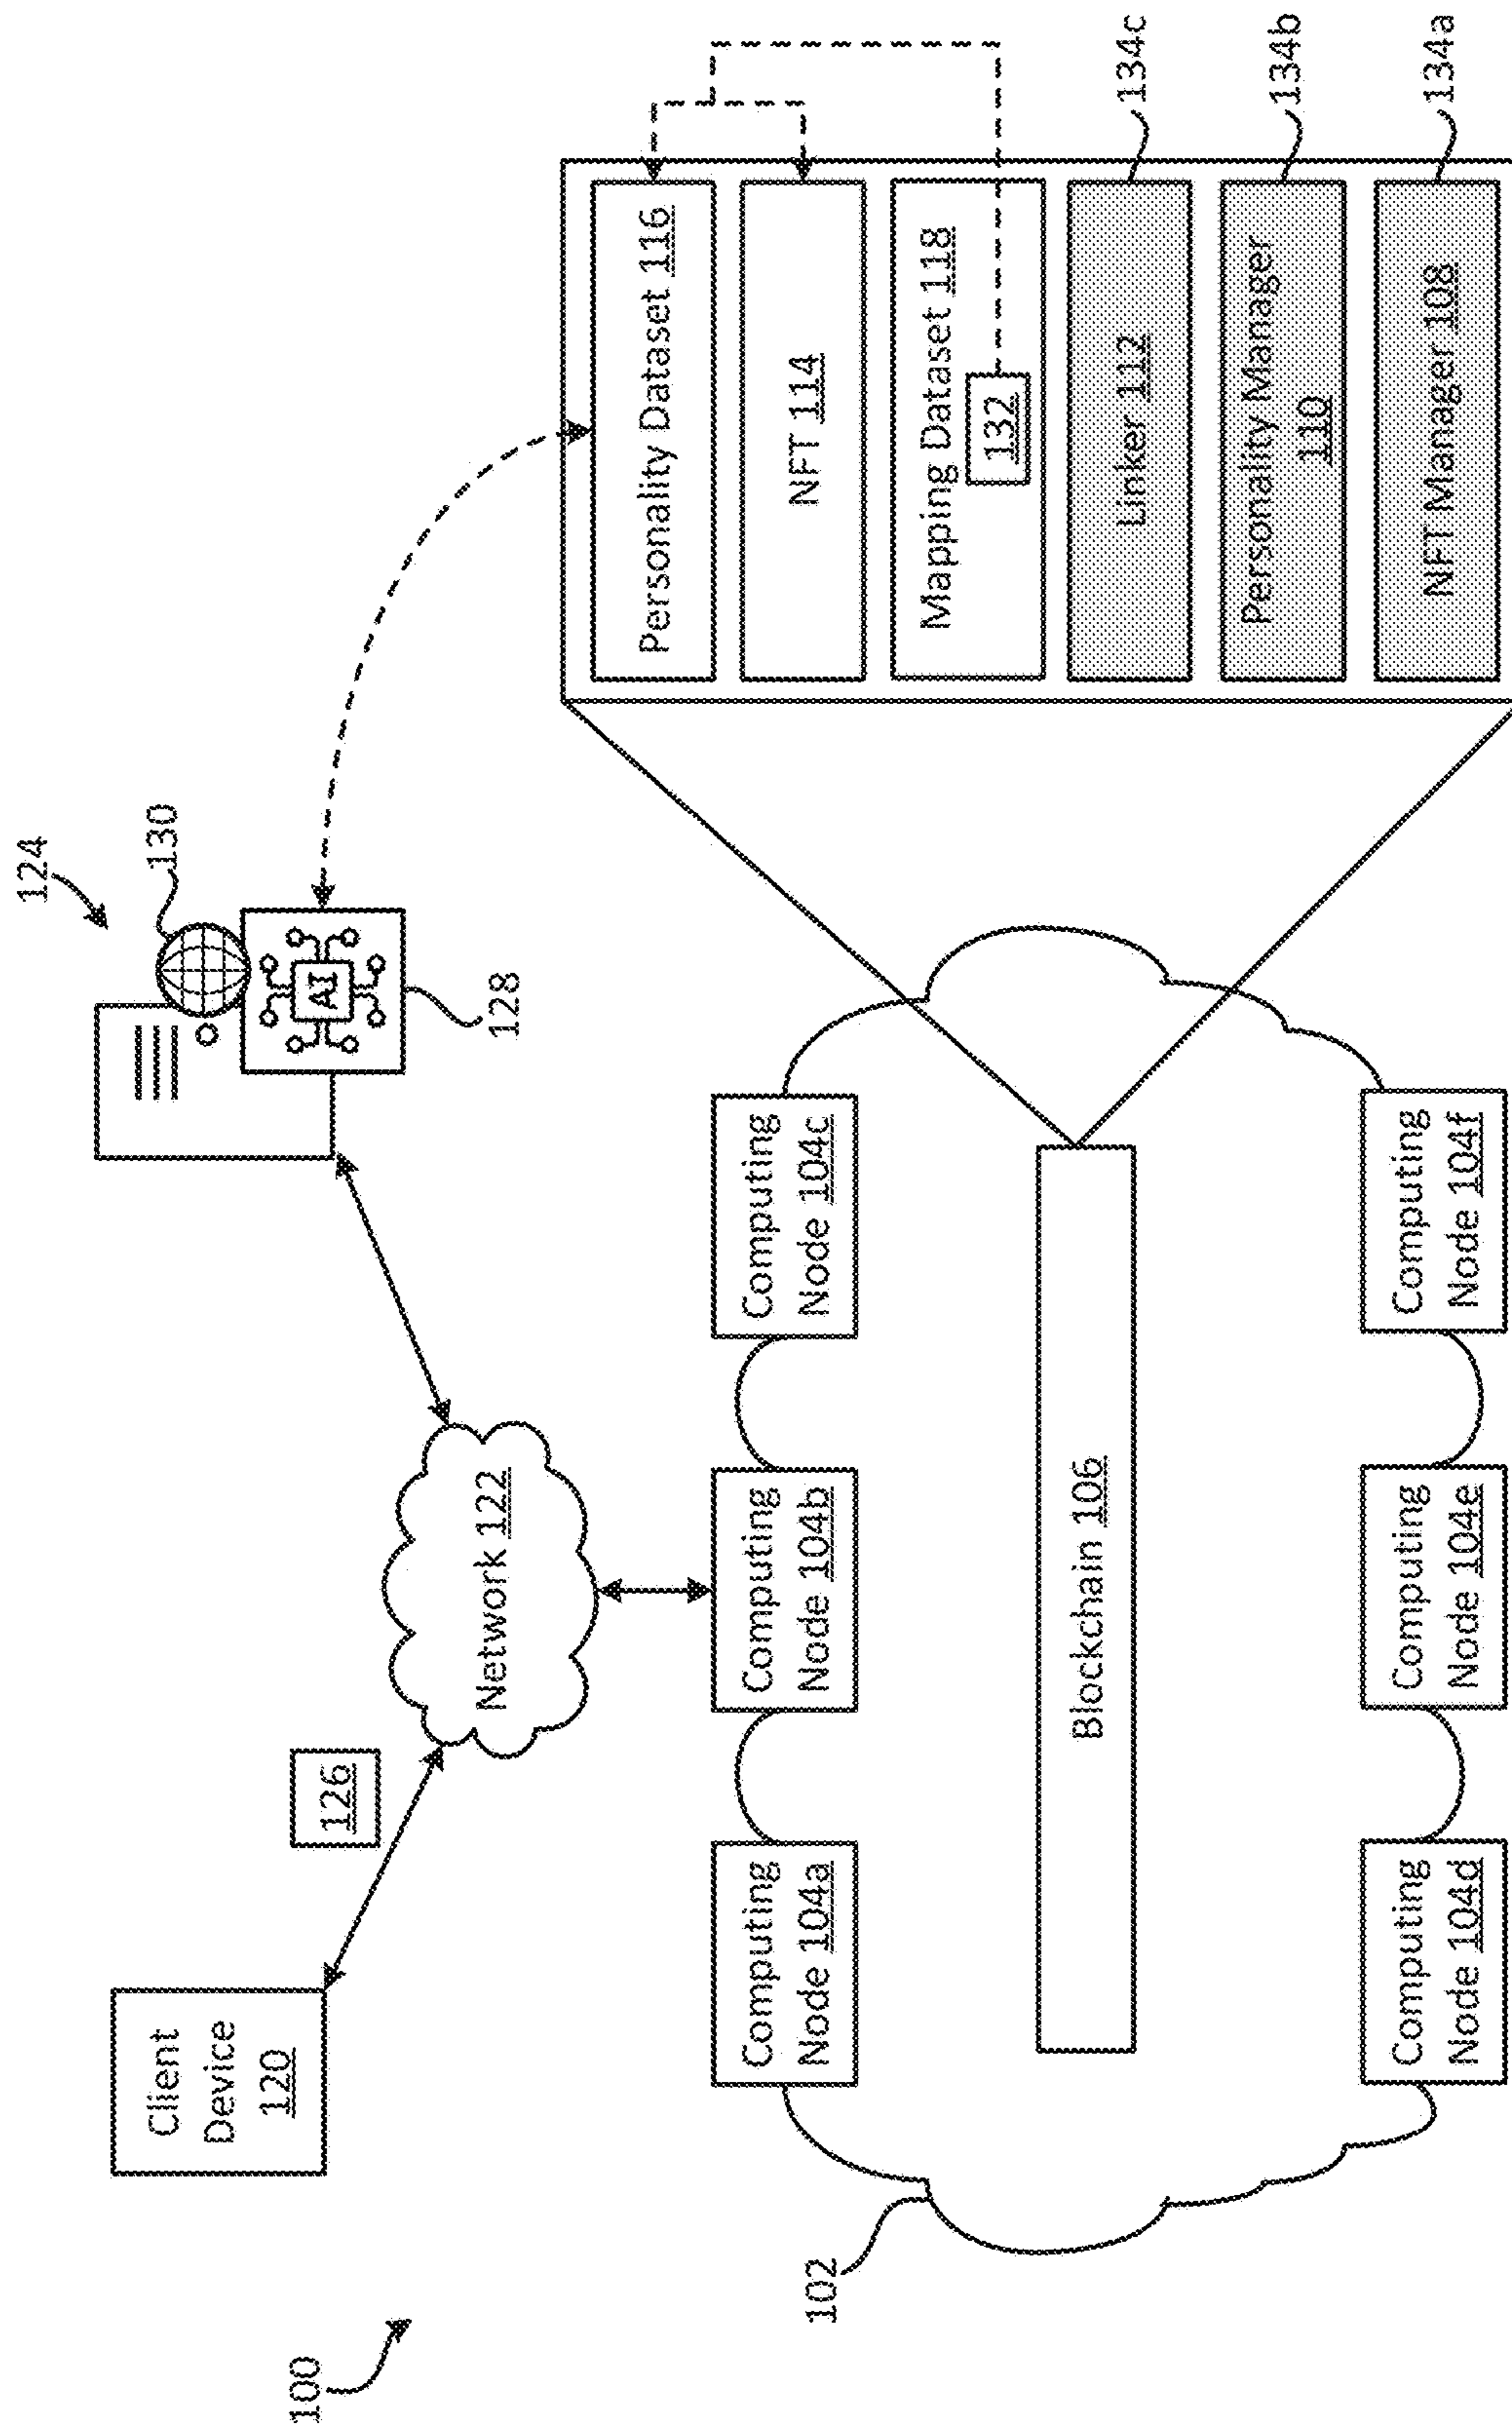 100
Client
Device
120
126
Network 122
124
130
AI
128
102
Computing
Node 104a
Computing
Node 104b
Computing
Node 104c
Blockchain 106
Computing
Node 104d
Computing
Node 104e
Computing
Node 104f
Personality Dataset 116
NFT 114
Mapping Dataset 118
132
Linker 112
134c
Personality Manager
110
134b
NFT Manager 108
134a